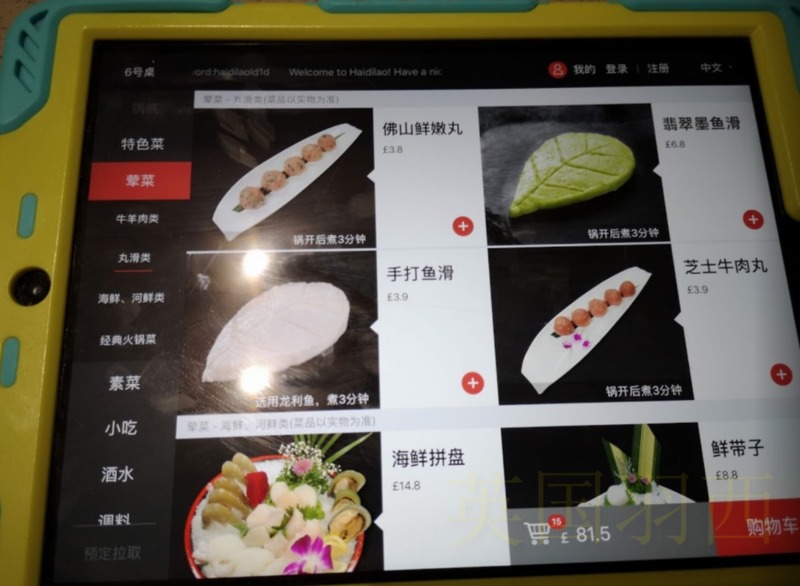 6号桌
ord:haidilaold1d
Welcome to Haidilao! Have a nic
我的 登录 | 注册
中文
锅底
特色菜
荤菜
牛羊肉类
丸滑类
海鲜、河鲜类
经典火锅菜
素菜
小吃
酒水
调料
预定拉取
荤菜 - 丸滑类(菜品以实物为准)
佛山鲜嫩丸
£3.8
锅开后煮3分钟
翡翠墨鱼滑
£6.8
锅开后煮3分钟
手打鱼滑
£3.9
选用龙利鱼，煮3分钟
芝士牛肉丸
£3.9
锅开后煮3分钟
荤菜 - 海鲜、河鲜类(菜品以实物为准)
海鲜拼盘
£14.8
鲜带子
£8.8
15
£ 81.5
购物车
英国羽西